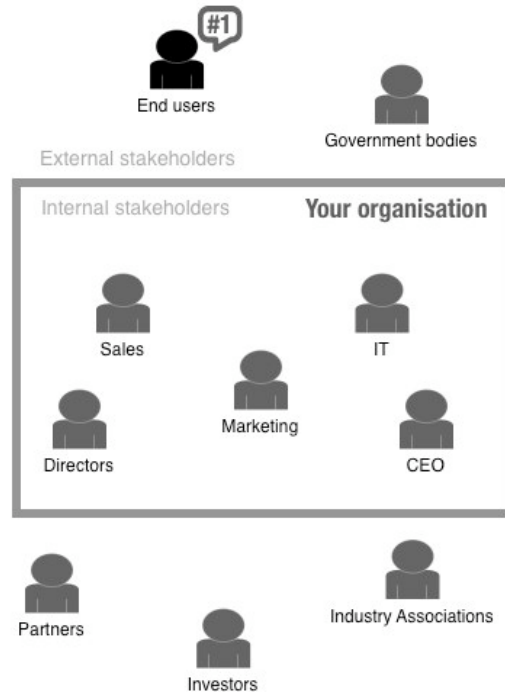 #1
End users
Government bodies
External stakeholders
Internal stakeholders
Your organisation
Sales
IT
Marketing
Directors
CEO
Partners
Industry Associations
Investors